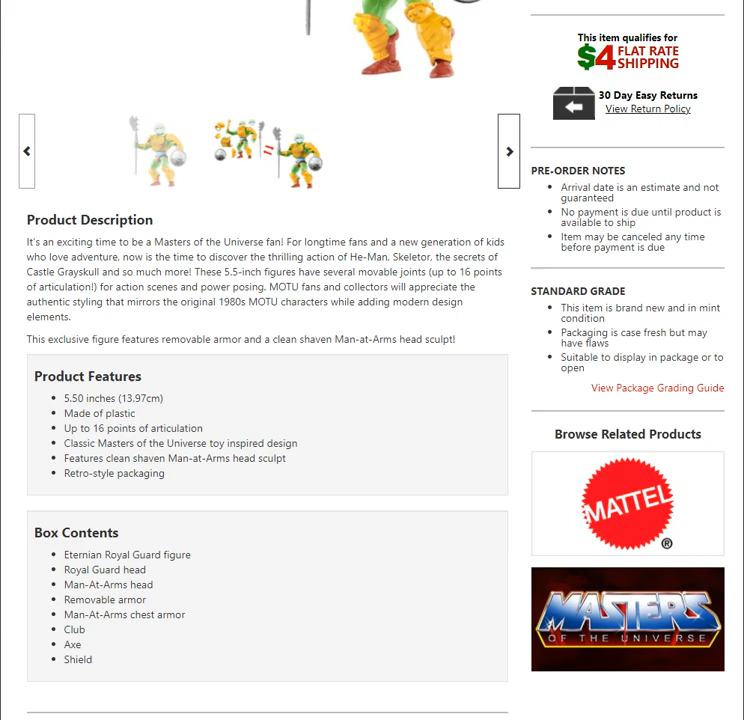 This item qualifies for
$4 FLAT RATE
SHIPPING
30 Day Easy Returns
View Return Policy
PRE-ORDER NOTES
• Arrival date is an estimate and not
guaranteed
• No payment is due until product is
available to ship
• Item may be canceled any time
before payment is due
STANDARD GRADE
• This item is brand new and in mint
condition
• Packaging is case fresh but may
have flaws
• Suitable to display in package or to
open
View Package Grading Guide
Browse Related Products
MATTEL
®
MASTERS
OF THE UNIVERSE
Product Description
It's an exciting time to be a Masters of the Universe fan! For longtime fans and a new generation of kids
who love adventure, now is the time to discover the thrilling action of He-Man, Skeletor, the secrets of
Castle Grayskull and so much more! These 5.5-inch figures have several movable joints (up to 16 points
of articulation!) for action scenes and power posing. MOTU fans and collectors will appreciate the
authentic styling that mirrors the original 1980s MOTU characters while adding modern design
elements.
This exclusive figure features removable armor and a clean shaven Man-at-Arms head sculpt!
Product Features
• 5.50 inches (13.97cm)
• Made of plastic
• Up to 16 points of articulation
• Classic Masters of the Universe toy inspired design
• Features clean shaven Man-at-Arms head sculpt
• Retro-style packaging
Box Contents
• Eternian Royal Guard figure
• Royal Guard head
• Man-At-Arms head
• Removable armor
• Man-At-Arms chest armor
• Club
• Axe
• Shield